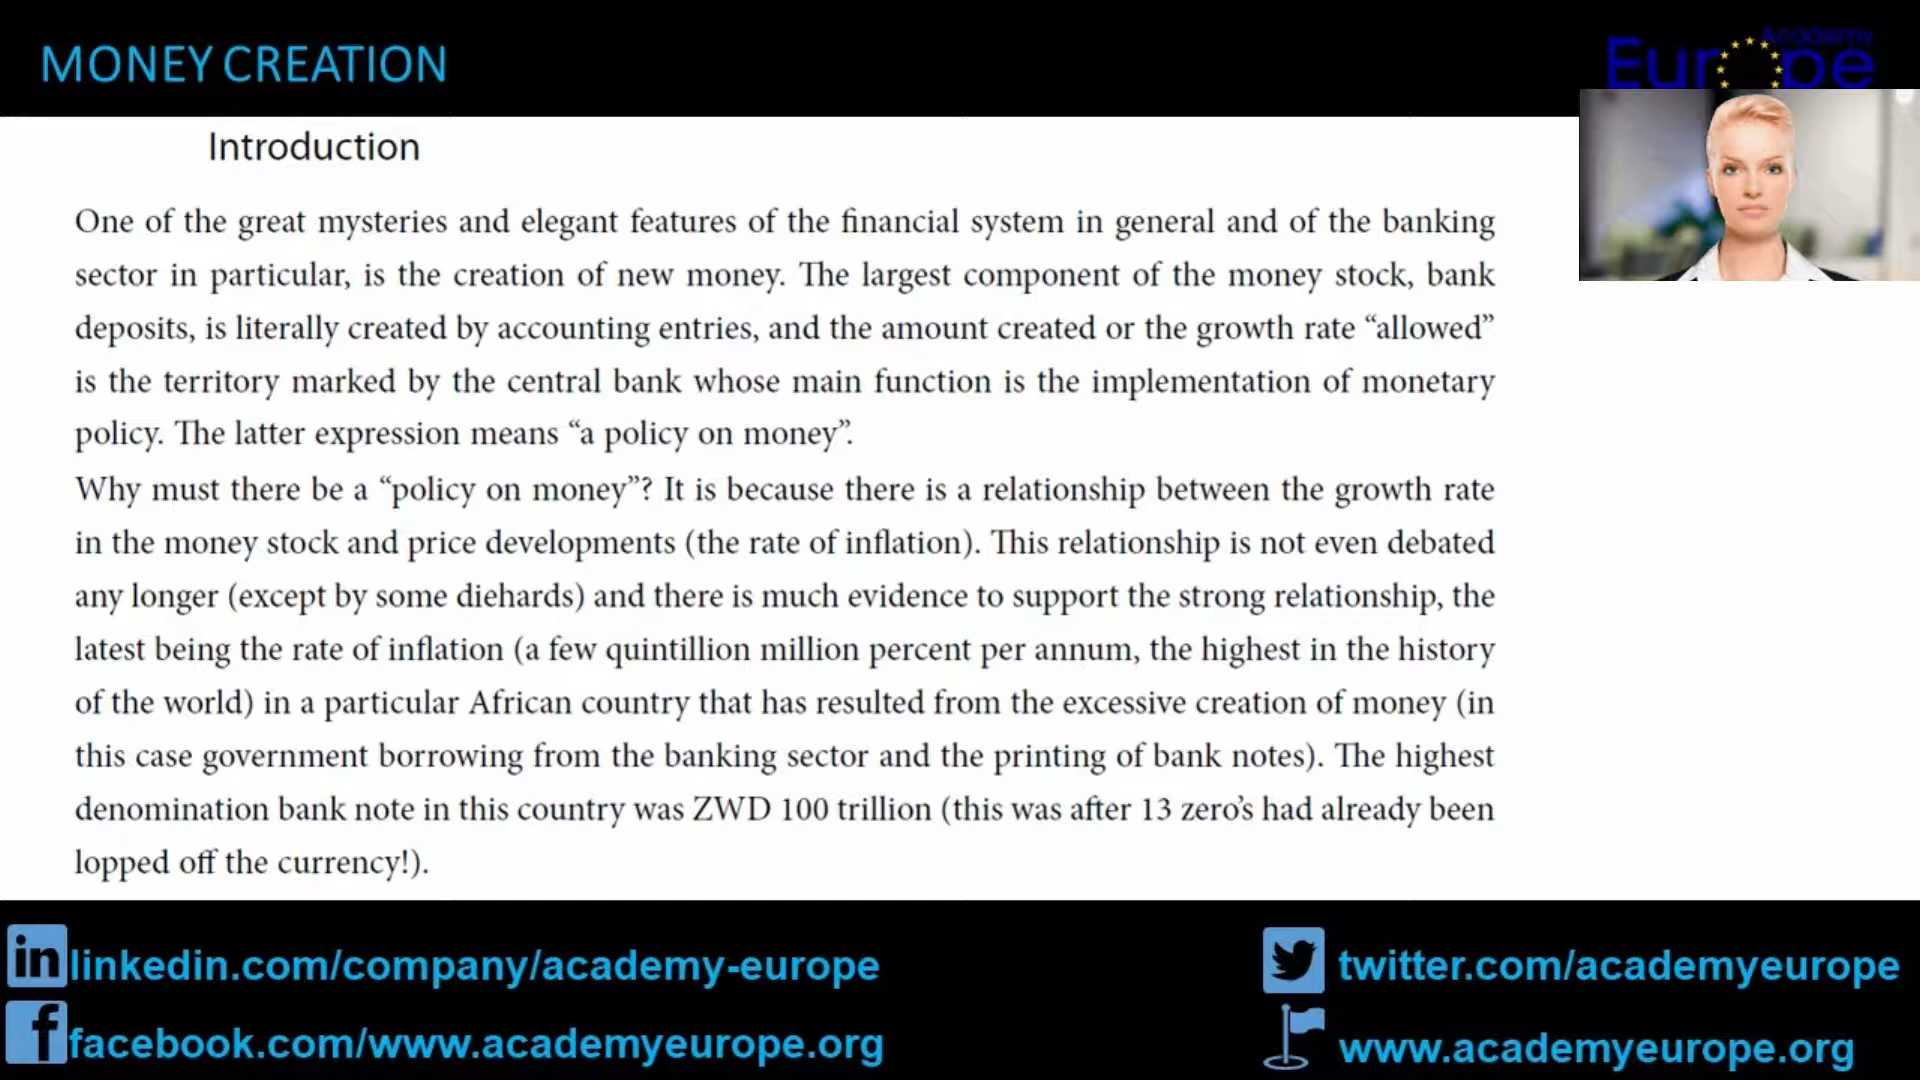 MONEY CREATION
Academy
Europe
Introduction
One of the great mysteries and elegant features of the financial system in general and of the banking
sector in particular, is the creation of new money. The largest component of the money stock, bank
deposits, is literally created by accounting entries, and the amount created or the growth rate “allowed”
is the territory marked by the central bank whose main function is the implementation of monetary
policy. The latter expression means “a policy on money”.
Why must there be a “policy on money”? It is because there is a relationship between the growth rate
in the money stock and price developments (the rate of inflation). This relationship is not even debated
any longer (except by some diehards) and there is much evidence to support the strong relationship, the
latest being the rate of inflation (a few quintillion million percent per annum, the highest in the history
of the world) in a particular African country that has resulted from the excessive creation of money (in
this case government borrowing from the banking sector and the printing of bank notes). The highest
denomination bank note in this country was ZWD 100 trillion (this was after 13 zero’s had already been
lopped off the currency!).
in linkedin.com/company/academy-europe
twitter.com/academyeurope
f facebook.com/www.academyeurope.org
www.academyeurope.org